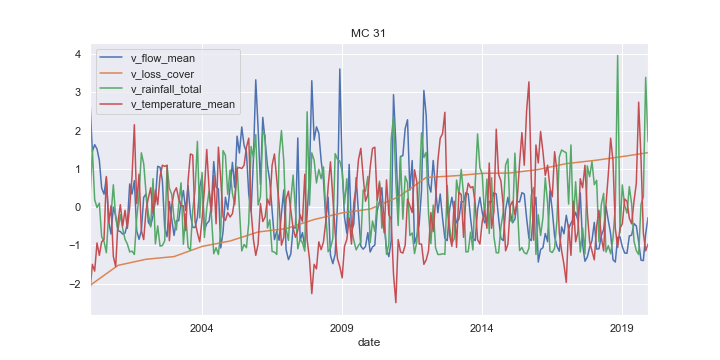 MC 31
v_flow_mean
v_loss_cover
v_rainfall_total
v_temperature_mean
4
3
2
1
0
−1
−2
2004 2009 2014 2019
date